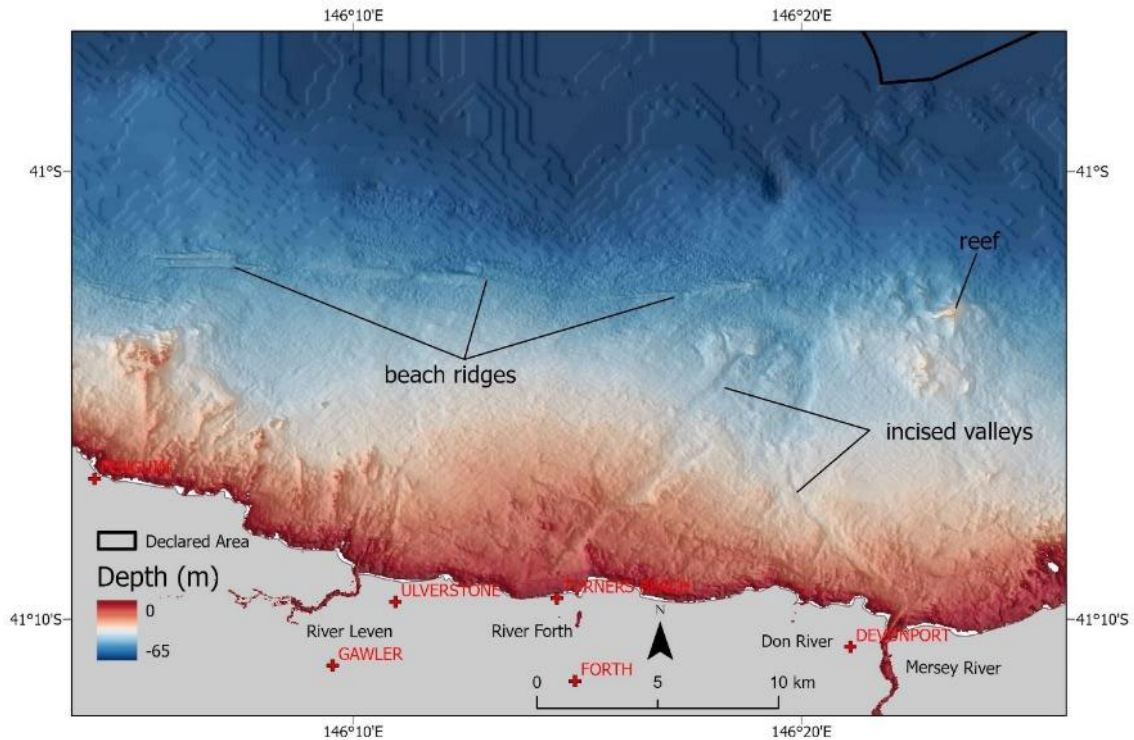 146°10'E 146°20'E
41°S 41°S
reef
beach ridges
incised valleys
Declared Area
Depth (m)
0
-65
ULVERSTONE
TURNERS BEACH
N
41°10'S 41°10'S
River Leven
River Forth
Don River
DEVONPORT
GAWLER
FORTH
Mersey River
0 5 10 km
146°10'E 146°20'E